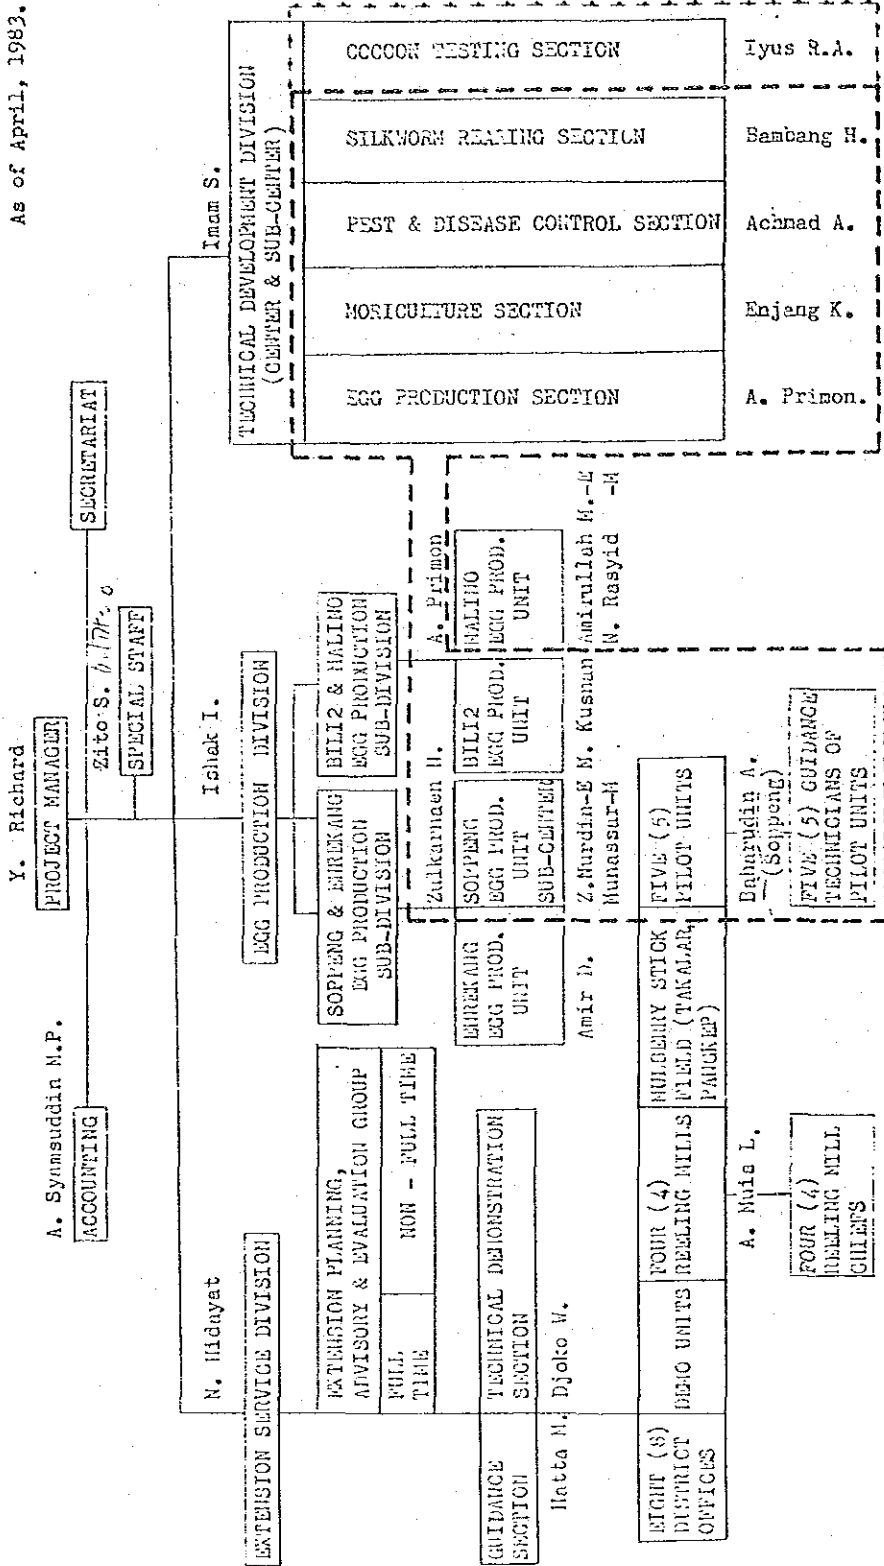 As of April, 1983.
Y. Richard
PROJECT MANAGER
A. Syamsuddin M.P.
ACCOUNTING
SECRETARIAT
Zito S.
SPECIAL STAFF
N. Hidayat
EXTENSION SERVICE DIVISION
EXTENSION PLANNING,
ADVISORY & EVALUATION GROUP
FULL
TIME
NON - FULL TIME
GUIDANCE
SECTION
TECHNICAL DEMONSTRATION
SECTION
Hatta M.
Djoko W.
EIGHT (8)
DISTRICT
OFFICES
DEMO UNITS
FOUR (4)
REELING MILLS
MULBERRY STICK
FIELD (TAKALAR,
PANGKEP)
FIVE (5)
PILOT UNITS
A. Muis L.
FOUR (4)
REELING MILL
CHIEFS
Baharudin A.
(Soppeng)
FIVE (5) GUIDANCE
TECHNICIANS OF
PILOT UNITS
Ishak I.
EGG PRODUCTION DIVISION
SOPPENG & ENREKANG
EGG PRODUCTION
SUB-DIVISION
BILI2 & MALINO
EGG PRODUCTION
SUB-DIVISION
Zulkarnaen H.
A. Primon
ENREKANG
EGG PROD.
UNIT
SOPPENG
EGG PROD.
UNIT
SUB-CENTER
BILI2
EGG PROD.
UNIT
MALINO
EGG PROD.
UNIT
Amir D.
Z.Nurdin-E
Munassar-M
M. Kusnan
Amirullah M.-E
N. Rasyid -M
Imam S.
TECHNICAL DEVELOPMENT DIVISION
(CENTER & SUB-CENTER)
COCOON TESTING SECTION
Iyus R.A.
SILKWORM REARING SECTION
Bambang H.
PEST & DISEASE CONTROL SECTION
Achmad A.
MORICULTURE SECTION
Enjang K.
EGG PRODUCTION SECTION
A. Primon.